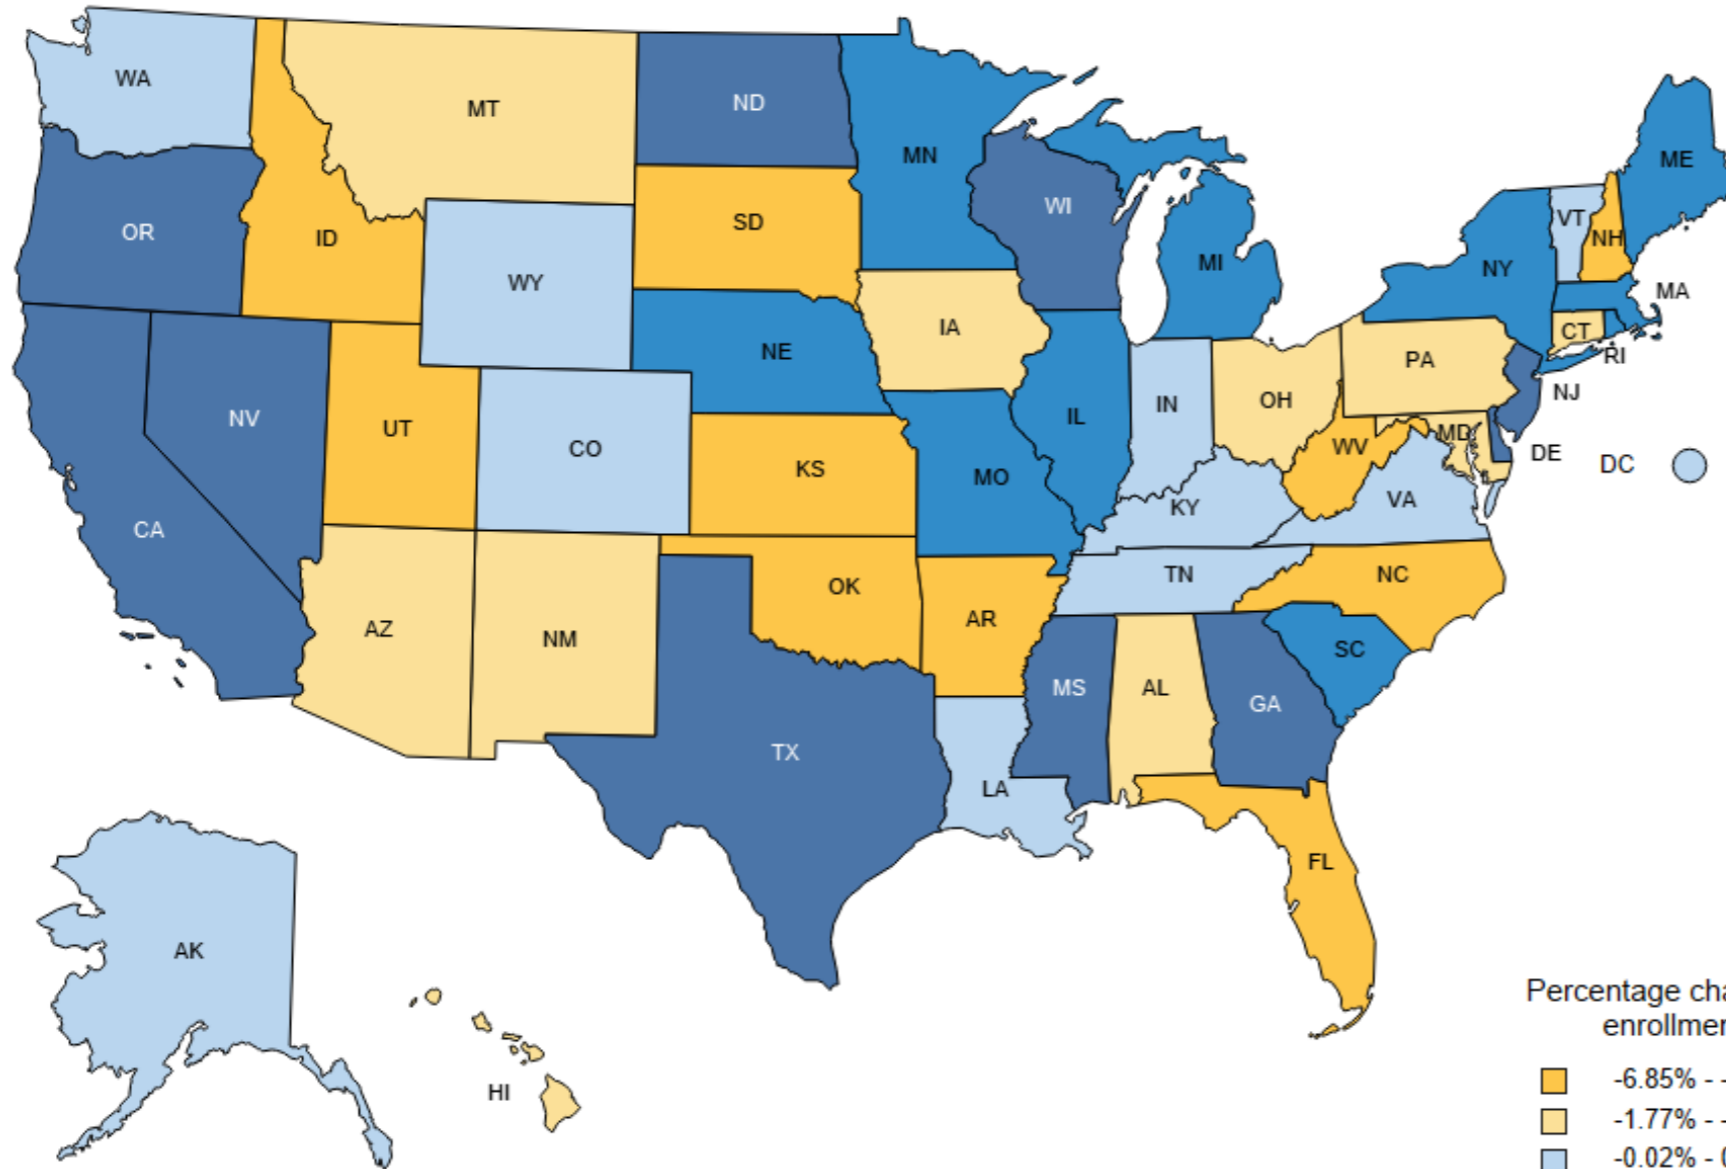 WA
MT
ND
MN
ME
OR
ID
SD
WI
VT
NH
WY
MI
NY
MA
IA
NE
CT
RI
PA
NV
UT
CO
IL
IN
OH
NJ
MD
WV
DE
DC
KS
MO
KY
VA
CA
OK
TN
NC
AZ
NM
AR
SC
MS
AL
GA
TX
LA
FL
AK
HI
Percentage
-6.85% - -
-1.77% - -
-0.02% -